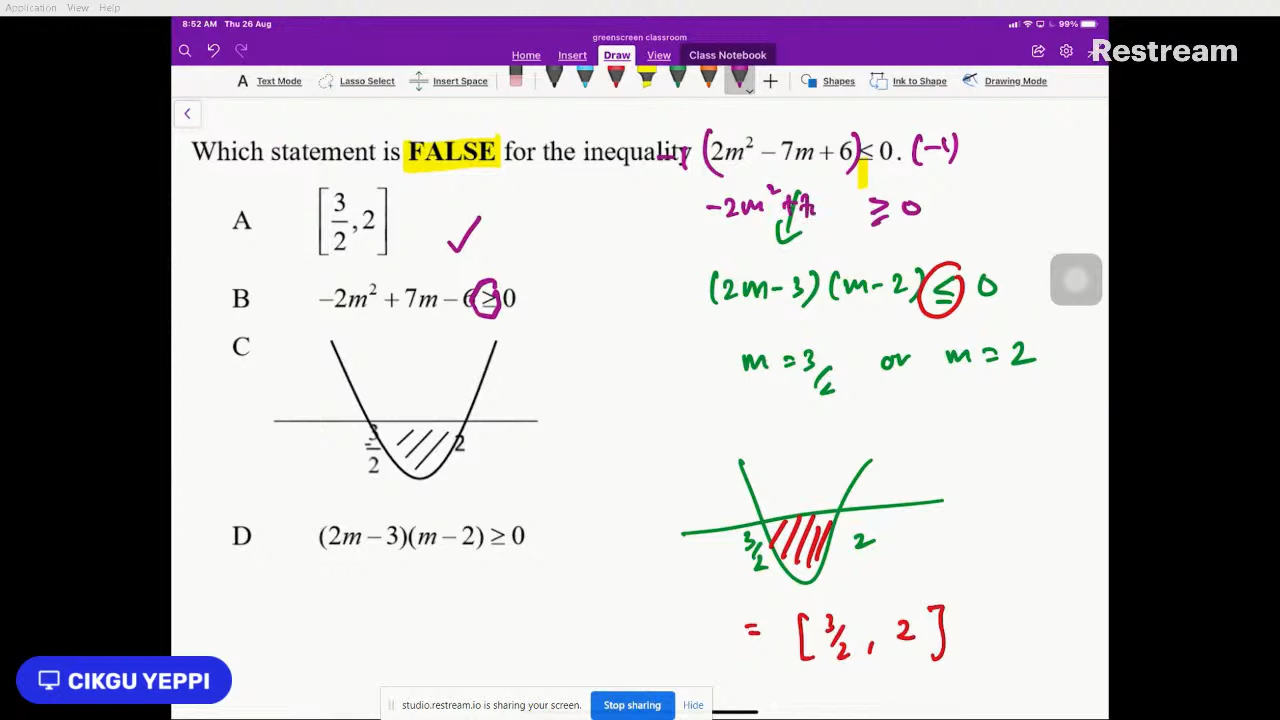 Application View Help
8:52 AM Thu 26 Aug
99%
greenscreen classroom
Home Insert Draw View Class Notebook
Restream
A Text Mode Lasso Select Insert Space + Shapes Ink to Shape Drawing Mode
Which statement is FALSE for the inequality -1(2m² − 7m + 6) ≤ 0. (-1)
-2m² +7 ≥ 0
A [3/2, 2]
(2m-3)(m-2) ≤ 0
B −2m² + 7m − 6 ≥ 0
C
m = 3/2 or m = 2
3/2 2
3/2 2
D (2m − 3)(m − 2) ≥ 0
= [3/2, 2]
CIKGU YEPPI
studio.restream.io is sharing your screen. Stop sharing Hide